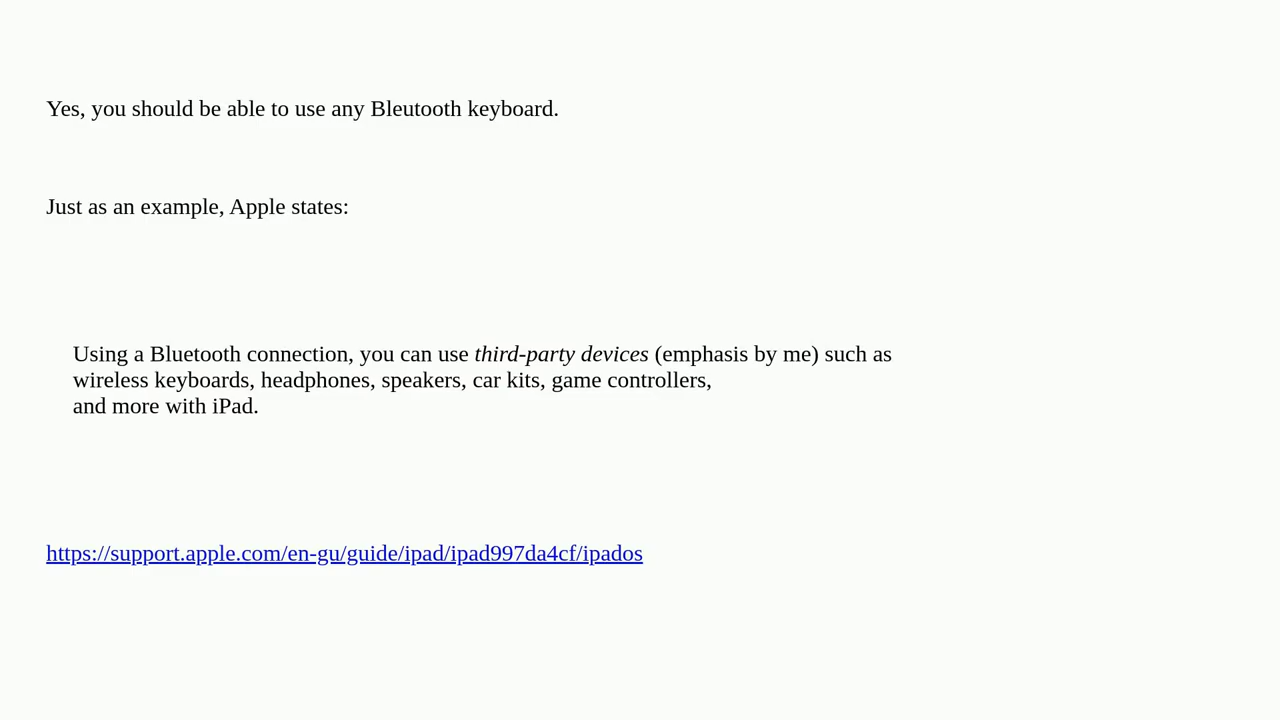 Yes, you should be able to use any Bleutooth keyboard.
Just as an example, Apple states:
Using a Bluetooth connection, you can use third-party devices (emphasis by me) such as
wireless keyboards, headphones, speakers, car kits, game controllers,
and more with iPad.
https://support.apple.com/en-gu/guide/ipad/ipad997da4cf/ipados